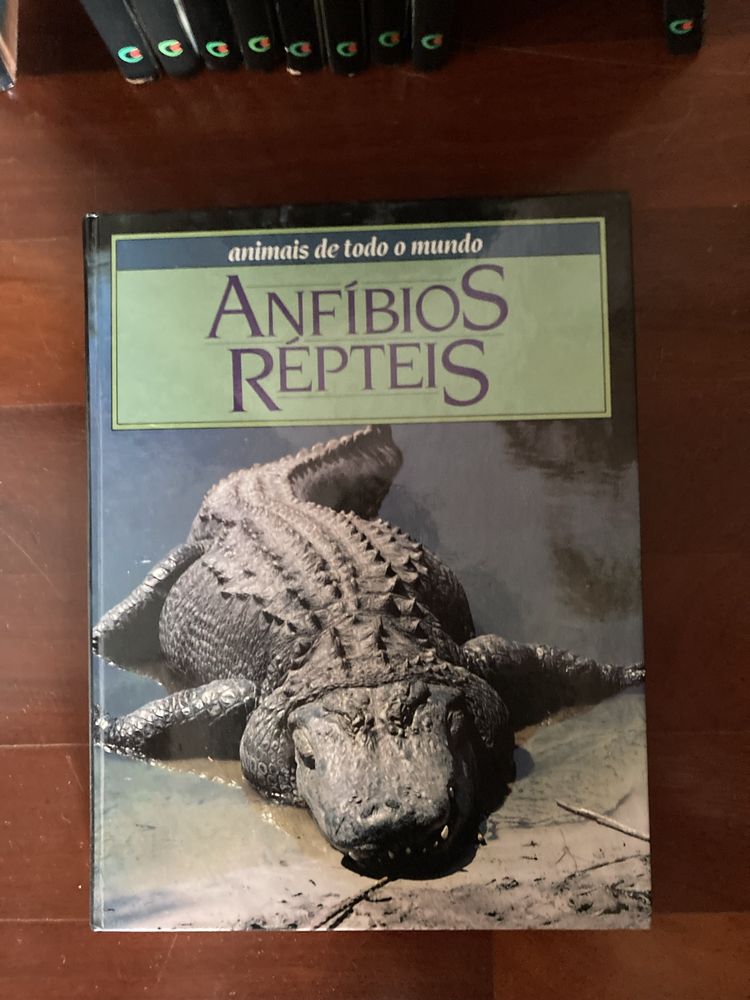 animais de todo o mundo
ANFÍBIOS
RÉPTEIS